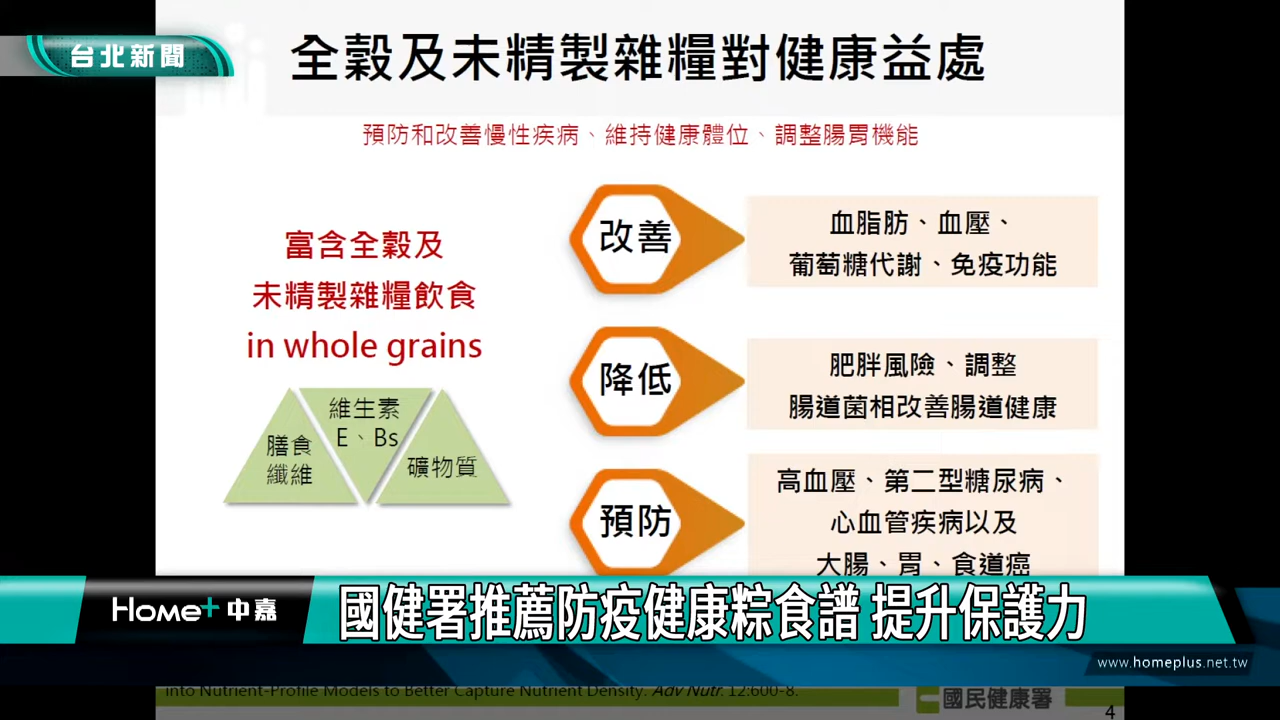 台北新聞
全穀及未精製雜糧對健康益處
預防和改善慢性疾病、維持健康體位、調整腸胃機能
富含全穀及
未精製雜糧飲食
in whole grains
膳食
纖維
維生素
E、Bs
礦物質
改善
血脂肪、血壓、
葡萄糖代謝、免疫功能
降低
肥胖風險、調整
腸道菌相改善腸道健康
預防
高血壓、第二型糖尿病、
心血管疾病以及
大腸、胃、食道癌
Home+中嘉
國健署推薦防疫健康粽食譜 提升保護力
www.homeplus.net.tw
into Nutrient-Profile Models to Better Capture Nutrient Density. Adv Nutr. 12:600-8.
國民健康署
4